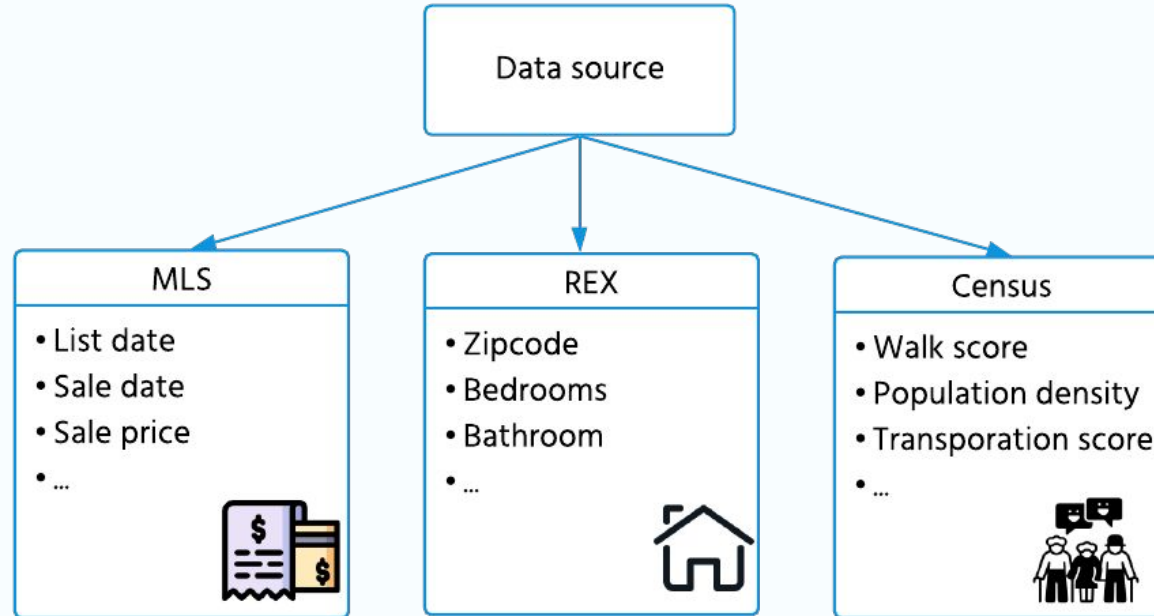 Data source
MLS
• List date
• Sale date
• Sale price
• ...
$
$
REX
• Zipcode
• Bedrooms
• Bathroom
• ...
Census
• Walk score
• Population density
• Transporation score
• ...